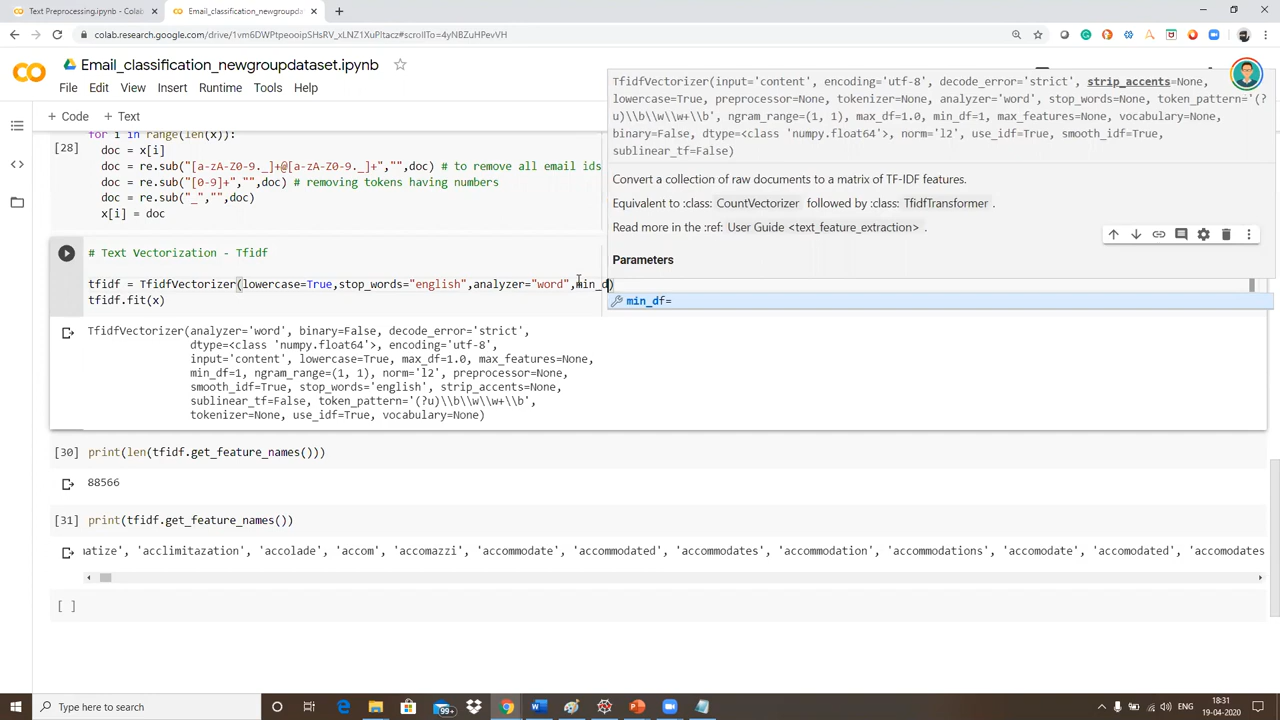 Text Preprocessing.ipynb - Colab
Email_classification_newgroupd
colab.research.google.com/drive/1vm6DWPtpeooipSHsRV_xLNZ1XuPltacz#scrollTo=4yNBZuHPevVH
Email_classification_newgroupdataset.ipynb
File Edit View Insert Runtime Tools Help
+ Code + Text
for i in range(len(x)):
[28] doc = x[i]
doc = re.sub("[a-zA-Z0-9._]+@[a-zA-Z0-9._]+","",doc) # to remove all email ids
doc = re.sub("[0-9]+","",doc) # removing tokens having numbers
doc = re.sub("_","",doc)
x[i] = doc
TfidfVectorizer(input='content', encoding='utf-8', decode_error='strict', strip_accents=None,
lowercase=True, preprocessor=None, tokenizer=None, analyzer='word', stop_words=None, token_pattern='(?
u)\\b\\w\\w+\\b', ngram_range=(1, 1), max_df=1.0, min_df=1, max_features=None, vocabulary=None,
binary=False, dtype=<class 'numpy.float64'>, norm='l2', use_idf=True, smooth_idf=True,
sublinear_tf=False)
Convert a collection of raw documents to a matrix of TF-IDF features.
Equivalent to :class: CountVectorizer followed by :class: TfidfTransformer .
Read more in the :ref: User Guide <text_feature_extraction> .
Parameters
# Text Vectorization - Tfidf
tfidf = TfidfVectorizer(lowercase=True,stop_words="english",analyzer="word",min_d)
tfidf.fit(x)
min_df=
TfidfVectorizer(analyzer='word', binary=False, decode_error='strict',
dtype=<class 'numpy.float64'>, encoding='utf-8',
input='content', lowercase=True, max_df=1.0, max_features=None,
min_df=1, ngram_range=(1, 1), norm='l2', preprocessor=None,
smooth_idf=True, stop_words='english', strip_accents=None,
sublinear_tf=False, token_pattern='(?u)\\b\\w\\w+\\b',
tokenizer=None, use_idf=True, vocabulary=None)
[30] print(len(tfidf.get_feature_names()))
88566
[31] print(tfidf.get_feature_names())
atize', 'acclimitazation', 'accolade', 'accom', 'accomazzi', 'accommodate', 'accommodated', 'accommodates', 'accommodation', 'accommodations', 'accomodate', 'accomodated', 'accomodates
[ ]
Type here to search
99+
ENG
18:31
19-04-2020